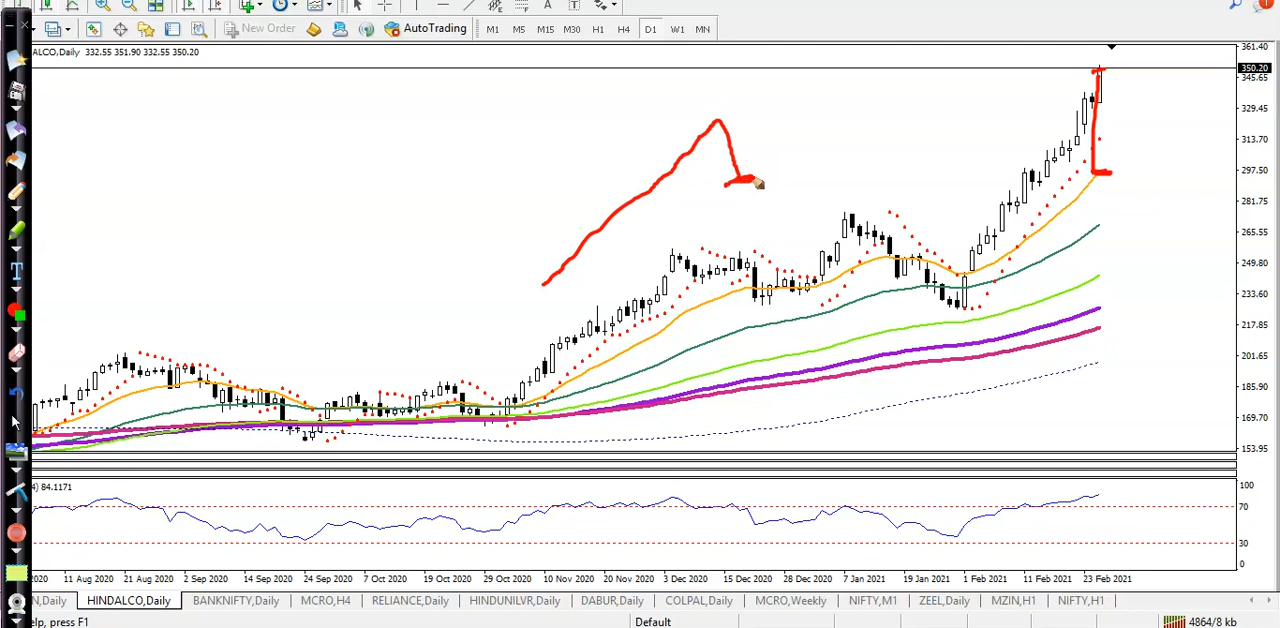 New Order
AutoTrading
M1 M5 M15 M30 H1 H4 D1 W1 MN
ALCO,Daily 332.55 351.90 332.55 350.20
361.40
350.20
345.65
329.45
313.70
297.50
281.75
265.55
249.80
233.60
217.85
201.65
185.90
169.70
153.95
4) 84.1171
100
70
30
0
2020 11 Aug 2020 21 Aug 2020 2 Sep 2020 14 Sep 2020 24 Sep 2020 7 Oct 2020 19 Oct 2020 29 Oct 2020 10 Nov 2020 20 Nov 2020 3 Dec 2020 15 Dec 2020 28 Dec 2020 7 Jan 2021 19 Jan 2021 1 Feb 2021 11 Feb 2021 23 Feb 2021
N,Daily HINDALCO,Daily BANKNIFTY,Daily MCRO,H4 RELIANCE,Daily HINDUNILVR,Daily DABUR,Daily COLPAL,Daily MCRO,Weekly NIFTY,M1 ZEEL,Daily MZIN,H1 NIFTY,H1
elp, press F1 Default 4864/8 kb